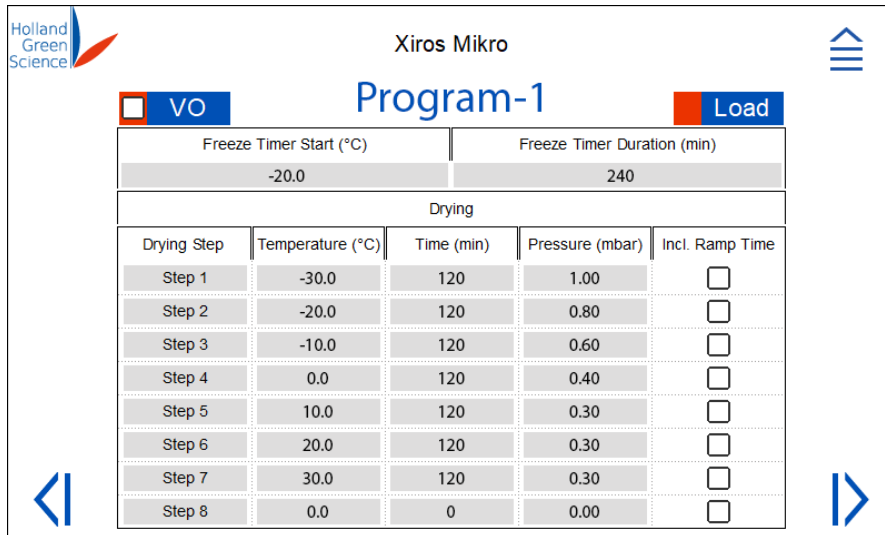 Holland
Green
Science
Xiros Mikro
VO
Program-1
Load
Freeze Timer Start (°C) Freeze Timer Duration (min)
-20.0 240
Drying
Drying Step Temperature (°C) Time (min) Pressure (mbar) Incl. Ramp Time
Step 1 -30.0 120 1.00
Step 2 -20.0 120 0.80
Step 3 -10.0 120 0.60
Step 4 0.0 120 0.40
Step 5 10.0 120 0.30
Step 6 20.0 120 0.30
Step 7 30.0 120 0.30
Step 8 0.0 0 0.00